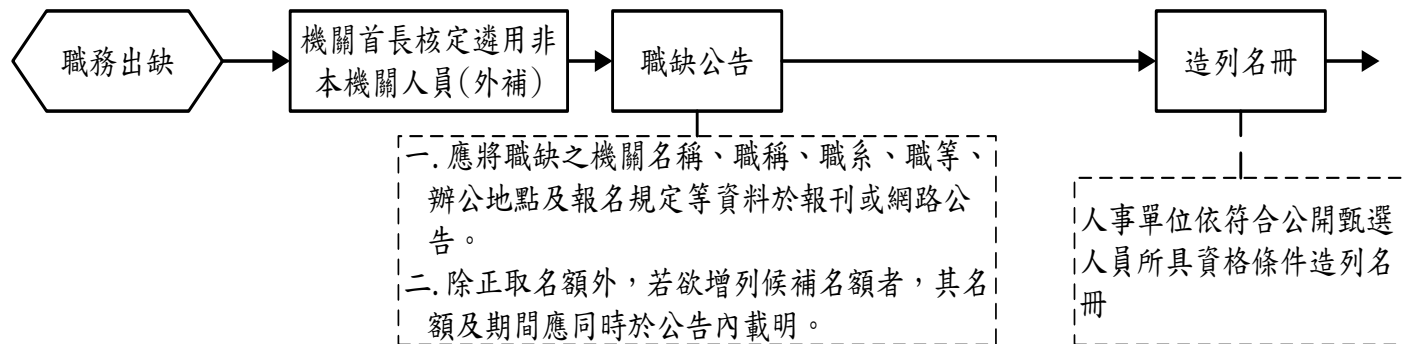 職務出缺
機關首長核定遴用非
本機關人員(外補)
職缺公告
造列名冊
一. 應將職缺之機關名稱、職稱、職系、職等、
辦公地點及報名規定等資料於報刊或網路公
告。
二. 除正取名額外，若欲增列候補名額者，其名
額及期間應同時於公告內載明。
人事單位依符合公開甄選
人員所具資格條件造列名
冊